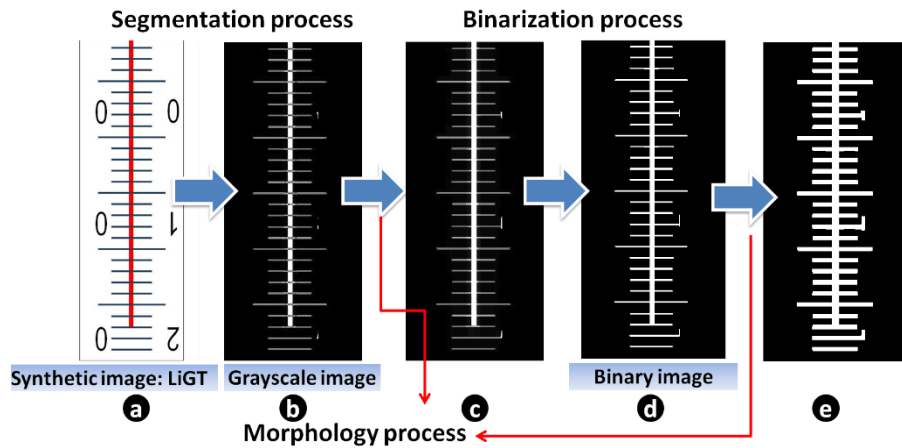 Segmentation process
Binarization process
0 0
0 1
0 2
Synthetic image: LiGT
Grayscale image
Binary image
a
b
c
d
e
Morphology process